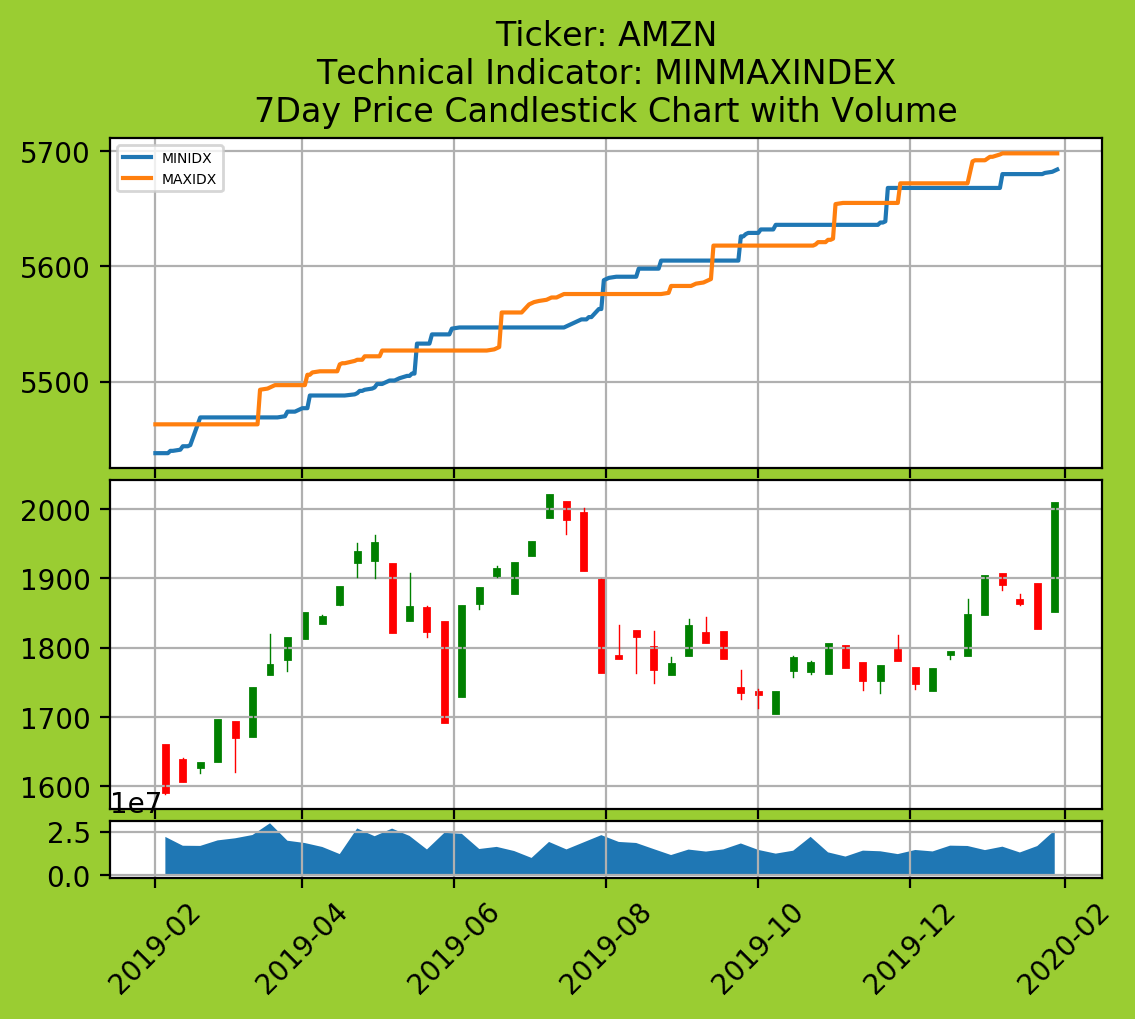 Ticker: AMZN
Technical Indicator: MINMAXINDEX
7Day Price Candlestick Chart with Volume
MINIDX
MAXIDX
5700
5600
5500
2000
1900
1800
1700
1600
1e7
2.5
0.0
2019-02
2019-04
2019-06
2019-08
2019-10
2019-12
2020-02